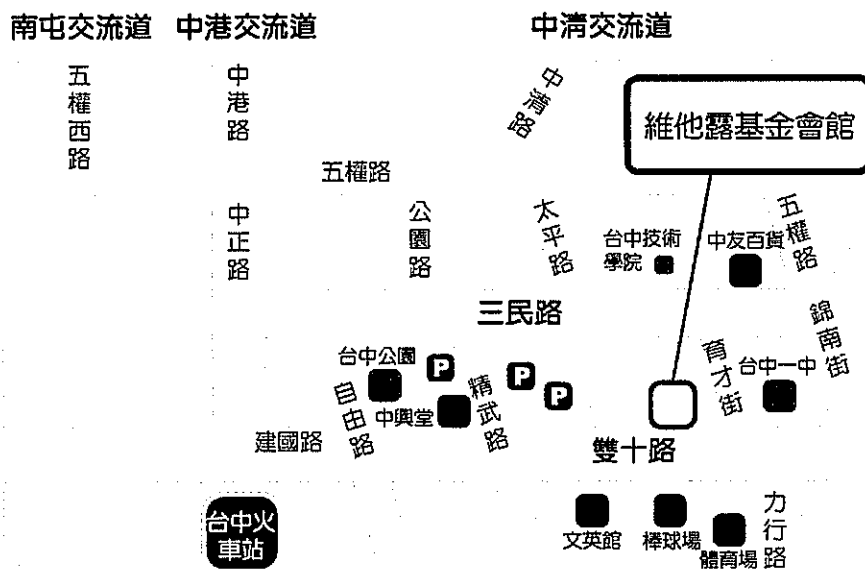 南屯交流道
中港交流道
中清交流道
五權西路
中港路
中清路
維他露基金會館
五權路
中正路
公園路
太平路
台中技術
學院
中友百貨
五權路
三民路
錦南街
台中公園
P
P
P
育才街
台中一中
自由路
中興堂
精武路
建國路
雙十路
台中火
車站
文英館
棒球場
體育場
力行路